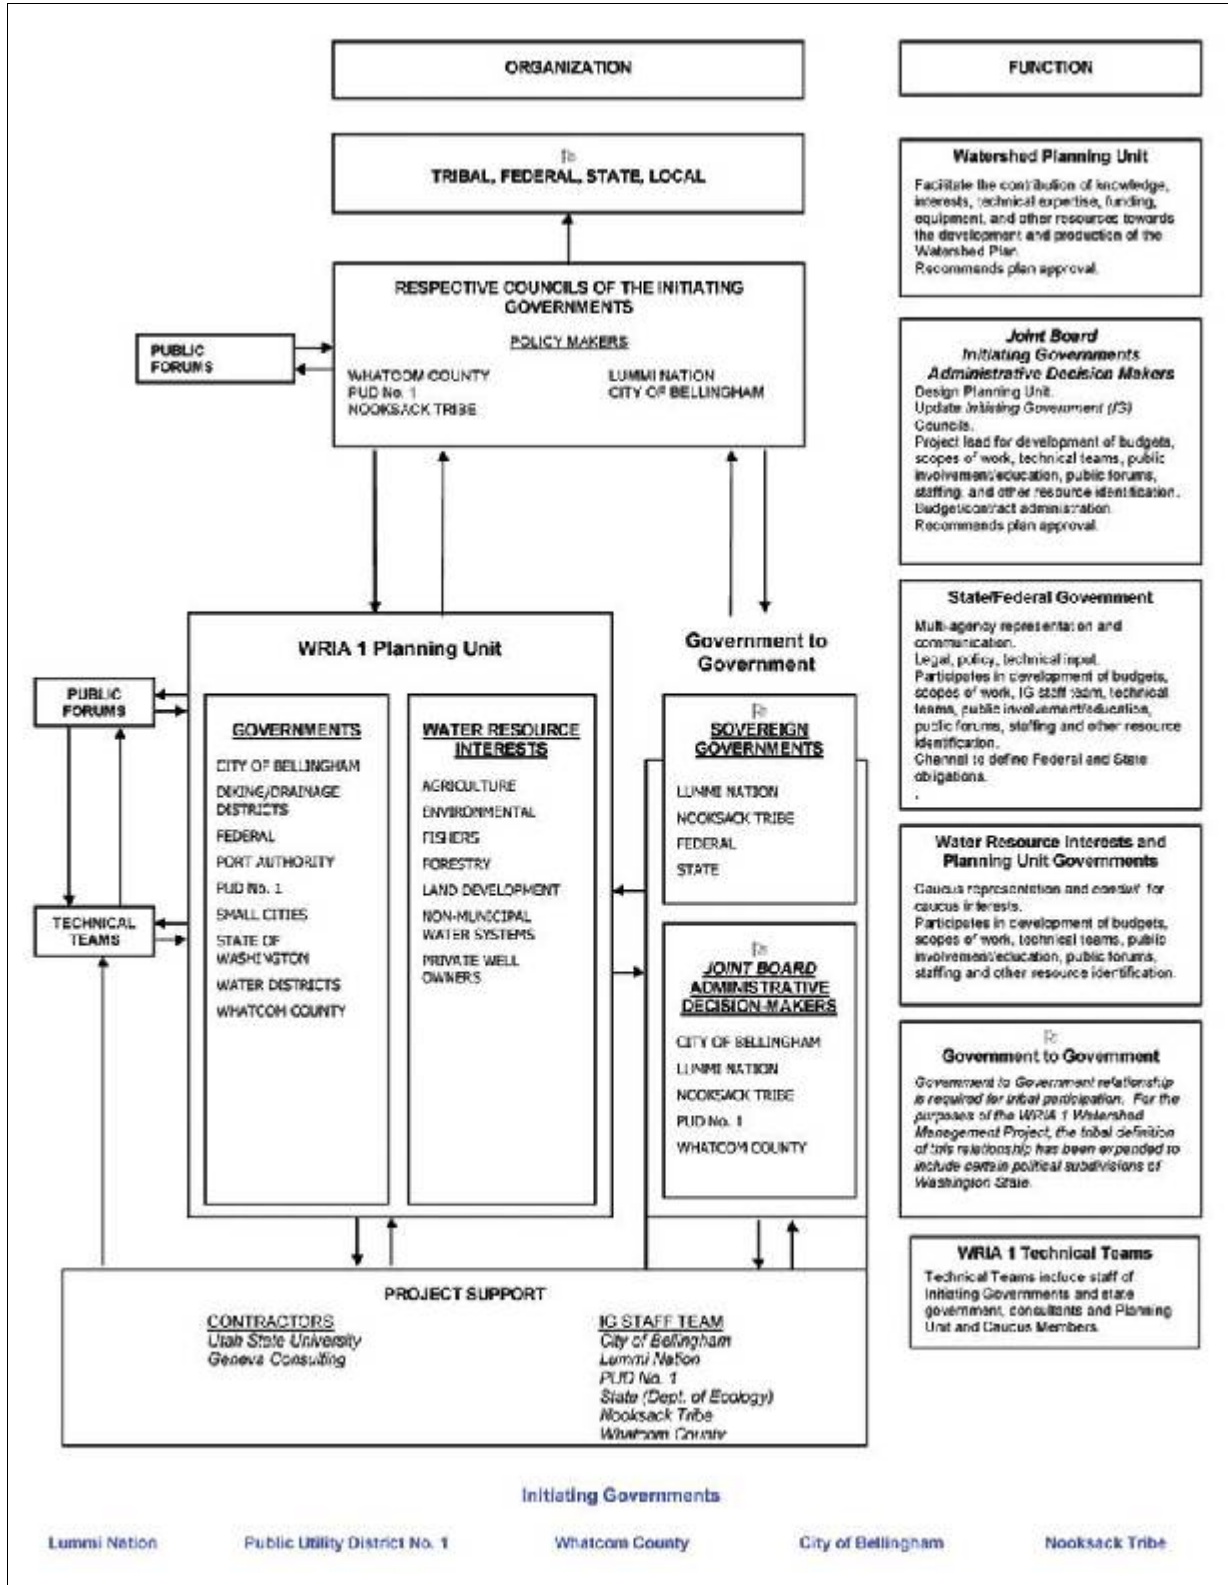 ORGANIZATION
TRIBAL, FEDERAL, STATE, LOCAL
RESPECTIVE COUNCILS OF THE INITIATING
GOVERNMENTS
POLICY MAKERS
WHATCOM COUNTY
PUD No. 1
NOOKSACK TRIBE
LUMMI NATION
CITY OF BELLINGHAM
PUBLIC
FORUMS
WRIA 1 Planning Unit
PUBLIC
FORUMS
TECHNICAL
TEAMS
GOVERNMENTS
CITY OF BELLINGHAM
DIKING/DRAINAGE
DISTRICTS
FEDERAL
PORT AUTHORITY
PUD No. 1
SMALL CITIES
STATE OF
WASHINGTON
WATER DISTRICTS
WHATCOM COUNTY
WATER RESOURCE
INTERESTS
AGRICULTURE
ENVIRONMENTAL
FISHERS
FORESTRY
LAND DEVELOPMENT
NON-MUNICIPAL
WATER SYSTEMS
PRIVATE WELL
OWNERS
Government to
Government
SOVEREIGN
GOVERNMENTS
LUMMI NATION
NOOKSACK TRIBE
FEDERAL
STATE
JOINT BOARD
ADMINISTRATIVE
DECISION-MAKERS
CITY OF BELLINGHAM
LUMMI NATION
NOOKSACK TRIBE
PUD No. 1
WHATCOM COUNTY
PROJECT SUPPORT
CONTRACTORS
Utah State University
Geneva Consulting
IG STAFF TEAM
City of Bellingham
Lummi Nation
PUD No. 1
State (Dept. of Ecology)
Nooksack Tribe
Whatcom County
FUNCTION
Watershed Planning Unit
Facilitate the contribution of knowledge,
interests, technical expertise, funding,
equipment, and other resources towards
the development and production of the
Watershed Plan.
Recommends plan approval.
Joint Board
Initiating Governments
Administrative Decision Makers
Design Planning Unit.
Update Initiating Government (IG)
Councils.
Project lead for development of budgets,
scopes of work, technical teams, public
involvement/education, public forums,
staffing, and other resource identification.
Budget/contract administration.
Recommends plan approval.
State/Federal Government
Multi-agency representation and
communication.
Legal, policy, technical input.
Participates in development of budgets,
scopes of work, IG staff team, technical
teams, public involvement/education,
public forums, staffing and other resource
identification.
Channel to define Federal and State
obligations.
.
Water Resource Interests and
Planning Unit Governments
Caucus representation and conduit for
caucus interests.
Participates in development of budgets,
scopes of work, technical teams, public
involvement/education, public forums,
staffing and other resource identification.
Government to Government
Government to Government relationship
is required for tribal participation. For the
purposes of the WRIA 1 Watershed
Management Project, the tribal definition
of this relationship has been expanded to
include certain political subdivisions of
Washington State.
WRIA 1 Technical Teams
Technical Teams include staff of
Initiating Governments and state
government, consultants and Planning
Unit and Caucus Members.
Initiating Governments
Lummi Nation Public Utility District No. 1 Whatcom County City of Bellingham Nooksack Tribe